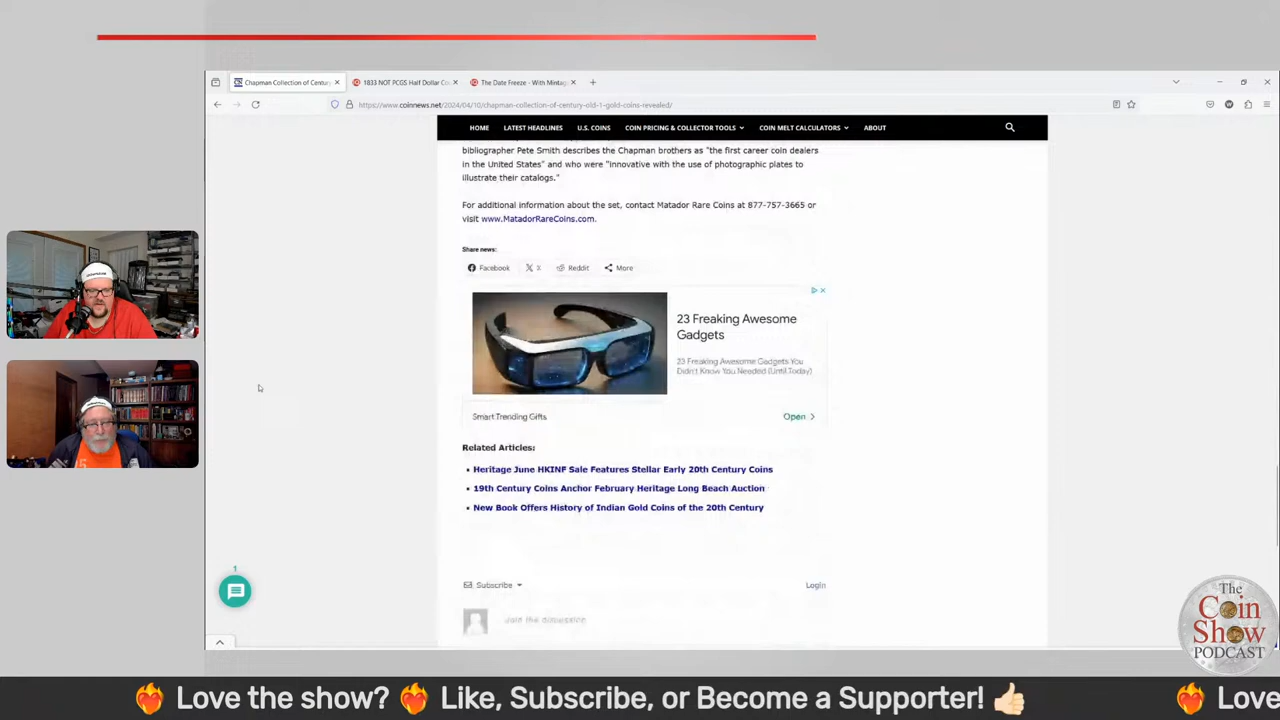 Chapman Collection of Century
1833 NOT PCGS Half Dollar Co
The Date Freeze - With Mintag
https://www.coinnews.net/2024/04/10/chapman-collection-of-century-old-1-gold-coins-revealed/
HOME LATEST HEADLINES U.S. COINS COIN PRICING & COLLECTOR TOOLS COIN MELT CALCULATORS ABOUT
bibliographer Pete Smith describes the Chapman brothers as "the first career coin dealers
in the United States" and who were "innovative with the use of photographic plates to
illustrate their catalogs."
For additional information about the set, contact Matador Rare Coins at 877-757-3665 or
visit www.MatadorRareCoins.com.
Share news:
Facebook X Reddit More
23 Freaking Awesome
Gadgets
23 Freaking Awesome Gadgets You
Didn't Know You Needed (Until Today)
Smart Trending Gifts
Open
Related Articles:
• Heritage June HKINF Sale Features Stellar Early 20th Century Coins
• 19th Century Coins Anchor February Heritage Long Beach Auction
• New Book Offers History of Indian Gold Coins of the 20th Century
1
Subscribe
Login
Join the discussion
The
Coin
Show
PODCAST
Love the show? Like, Subscribe, or Become a Supporter! Love